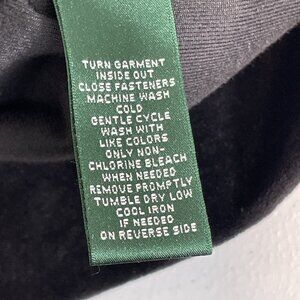 TURN GARMENT
INSIDE OUT
CLOSE FASTENERS
MACHINE WASH
COLD
GENTLE CYCLE
WASH WITH
LIKE COLORS
ONLY NON-
CHLORINE BLEACH
WHEN NEEDED
REMOVE PROMPTLY
TUMBLE DRY LOW
COOL IRON
IF NEEDED
ON REVERSE SIDE